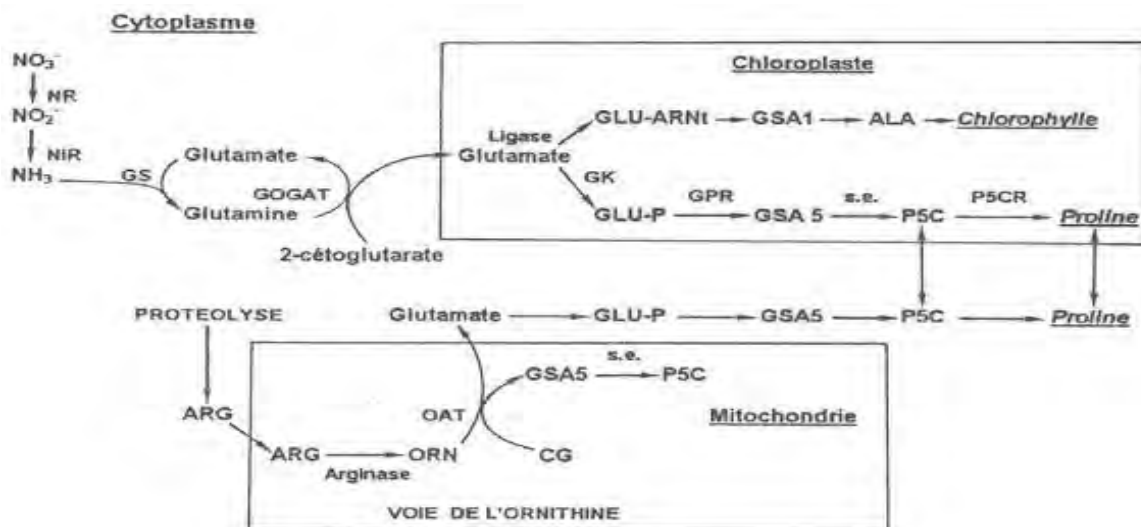 Cytoplasme
NO₃⁻
NR
NO₂⁻
NiR
NH₃
GS
Glutamate
GOGAT
Glutamine
2-cétoglutarate
Chloroplaste
GLU-ARNt GSA1 ALA Chlorophylle
Ligase
Glutamate
GK
GPR s.e. P5CR
GLU-P GSA 5 P5C Proline
PROTEOLYSE
Glutamate GLU-P GSA5 P5C Proline
s.e.
GSA5 P5C
ARG
OAT
Mitochondrie
ARG ORN CG
Arginase
VOIE DE L'ORNITHINE